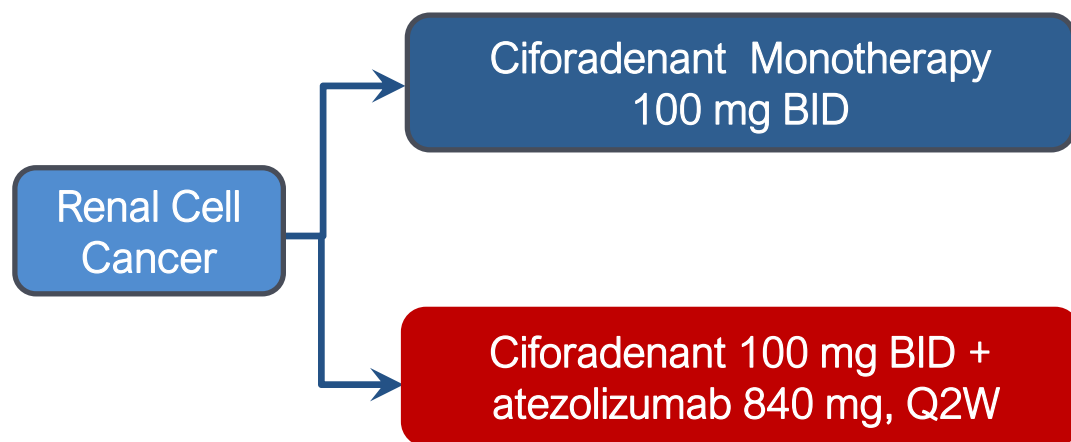 Ciforadenant Monotherapy
100 mg BID
Renal Cell
Cancer
Ciforadenant 100 mg BID +
atezolizumab 840 mg, Q2W